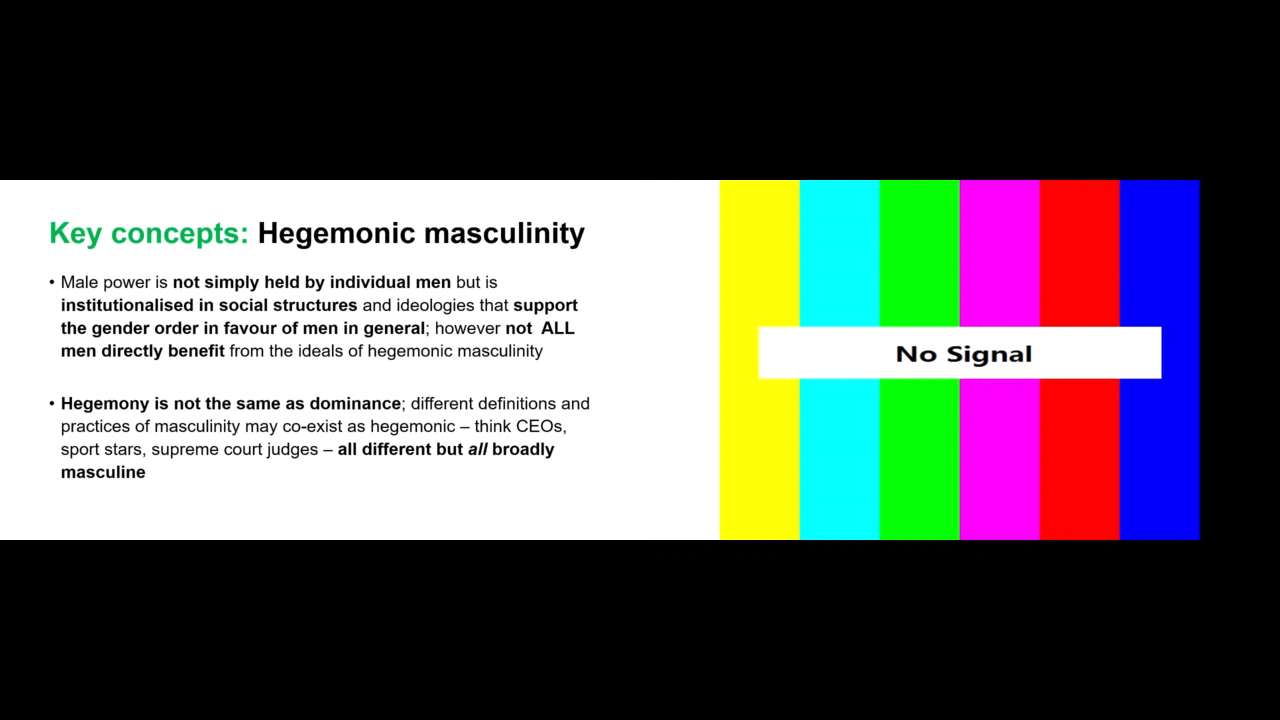 Key concepts: Hegemonic masculinity
• Male power is not simply held by individual men but is
institutionalised in social structures and ideologies that support
the gender order in favour of men in general; however not  ALL
men directly benefit from the ideals of hegemonic masculinity
• Hegemony is not the same as dominance; different definitions and
practices of masculinity may co-exist as hegemonic – think CEOs,
sport stars, supreme court judges – all different but all broadly
masculine
No Signal